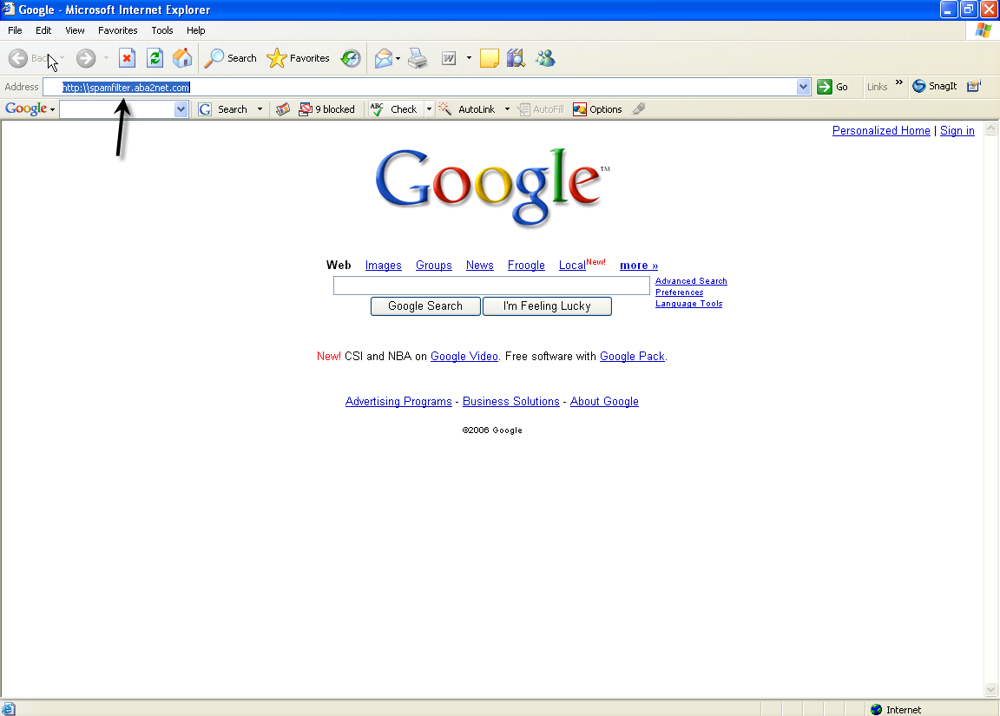 Google - Microsoft Internet Explorer
File Edit View Favorites Tools Help
Back Search Favorites W
Address http:\\spamfilter.aba2net.com Go Links » SnagIt
Google G Search 9 blocked ABC Check AutoLink AutoFill Options
Personalized Home | Sign in
Google™
Web Images Groups News Froogle Local New! more »
Advanced Search
Preferences
Language Tools
Google Search I'm Feeling Lucky
New! CSI and NBA on Google Video. Free software with Google Pack.
Advertising Programs - Business Solutions - About Google
©2006 Google
Internet